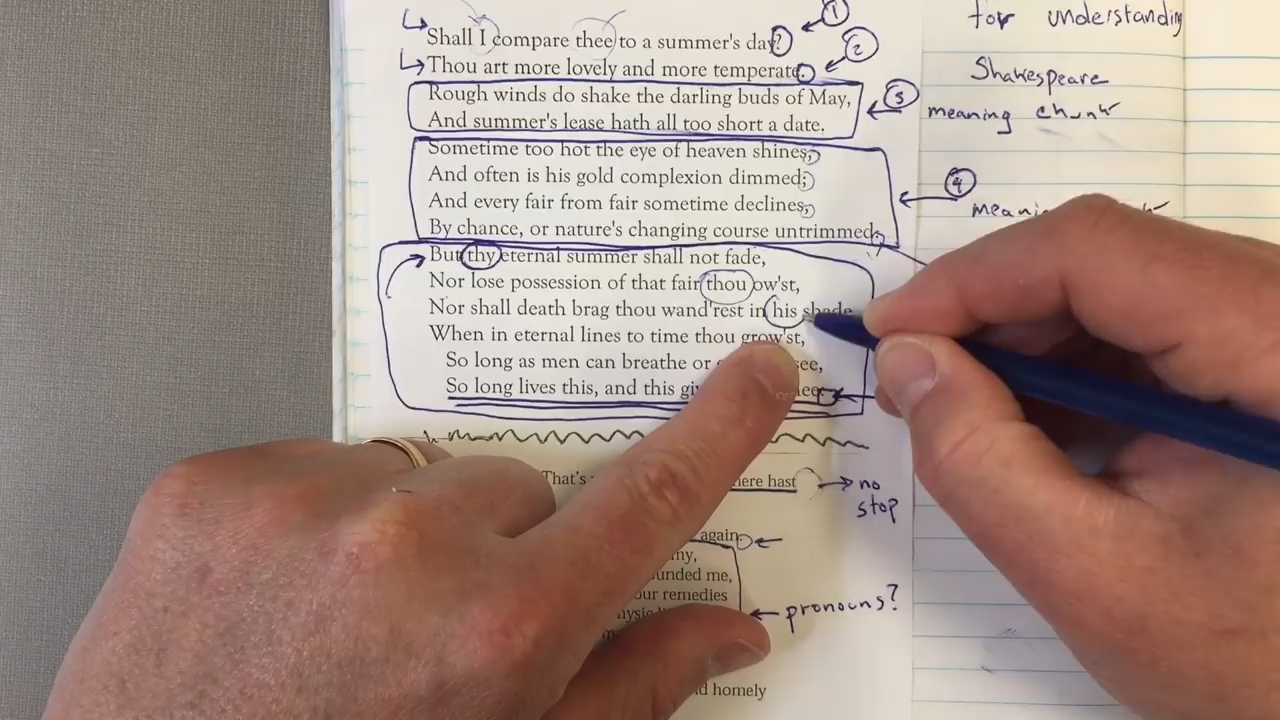 for understanding
Shakespeare
①
Shall I compare thee to a summer's day?
②
Thou art more lovely and more temperate.
Rough winds do shake the darling buds of May,
③
meaning chunk
And summer's lease hath all too short a date.
Sometime too hot the eye of heaven shines,
And often is his gold complexion dimmed;
④
And every fair from fair sometime declines,
By chance, or nature's changing course untrimmed.
But thy eternal summer shall not fade,
Nor lose possession of that fair thou ow'st,
Nor shall death brag thou wand'rest in his shade
When in eternal lines to time thou grow'st,
So long as men can breathe or see,
So long lives this, and this
That's
here hast
no
stop
again
my,
ounded me,
our remedies
pronouns?
d homely